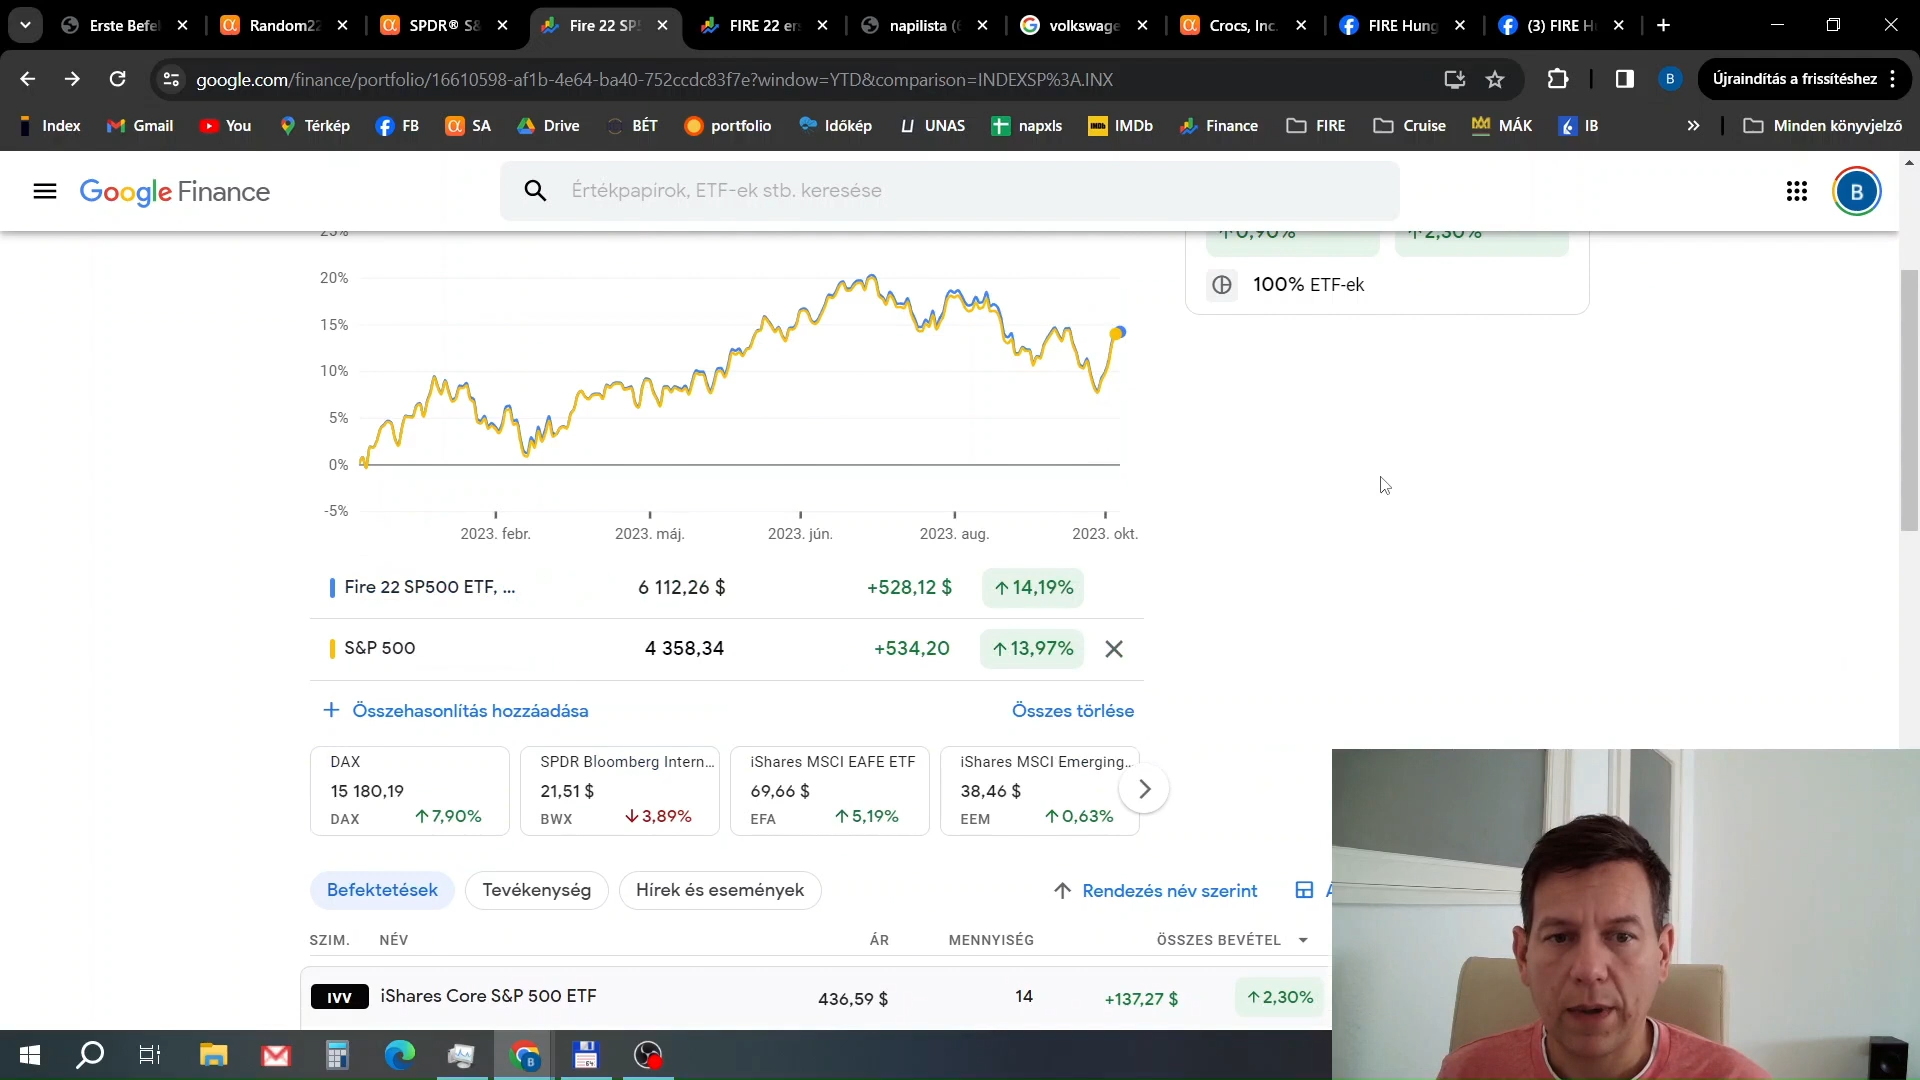 Erste Befe
Random22
SPDR® S&
Fire 22 SP5
FIRE 22 er
napilista (
volkswage
Crocs, Inc.
FIRE Hung
(3) FIRE H
google.com/finance/portfolio/16610598-af1b-4e64-ba40-752ccdc83f7e?window=YTD&comparison=INDEXSP%3A.INX
B
Újraindítás a frissítéshez
Index
Gmail
You
Térkép
FB
SA
Drive
BÉT
portfolio
Időkép
UNAS
napxls
IMDb
Finance
FIRE
Cruise
MÁK
IB
Minden könyvjelző
Google Finance
Értékpapírok, ETF-ek stb. keresése
B
25%
↑0,90%
↑2,30%
100% ETF-ek
20%
15%
10%
5%
0%
-5%
2023. febr.
2023. máj.
2023. jún.
2023. aug.
2023. okt.
Fire 22 SP500 ETF, ...
6 112,26 $
+528,12 $
↑14,19%
S&P 500
4 358,34
+534,20
↑13,97%
+ Összehasonlítás hozzáadása
Összes törlése
DAX
15 180,19
DAX
↑7,90%
SPDR Bloomberg Intern...
21,51 $
BWX
↓3,89%
iShares MSCI EAFE ETF
69,66 $
EFA
↑5,19%
iShares MSCI Emerging...
38,46 $
EEM
↑0,63%
Befektetések
Tevékenység
Hírek és események
Rendezés név szerint
SZIM.
NÉV
ÁR
MENNYISÉG
ÖSSZES BEVÉTEL
IVV
iShares Core S&P 500 ETF
436,59 $
14
+137,27 $
↑2,30%